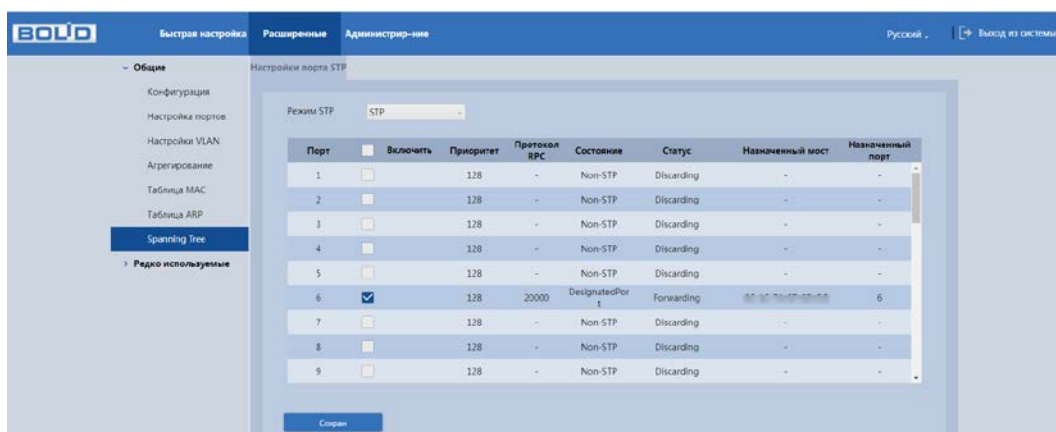 BOLID
Быстрая настройка Расширенные Администрир-ние Русский Выход из системы
Общие
Конфигурация
Настройка портов
Настройки VLAN
Агрегирование
Таблица MAC
Таблица ARP
Spanning Tree
Редко используемые
Настройки порта STP
Режим STP STP
Порт Включить Приоритет Протокол RPC Состояние Статус Назначенный мост Назначенный порт
1 128 - Non-STP Discarding - -
2 128 - Non-STP Discarding - -
3 128 - Non-STP Discarding - -
4 128 - Non-STP Discarding - -
5 128 - Non-STP Discarding - -
6 128 20000 DesignatedPort Forwarding 6
7 128 - Non-STP Discarding - -
8 128 - Non-STP Discarding - -
9 128 - Non-STP Discarding - -
Сохран